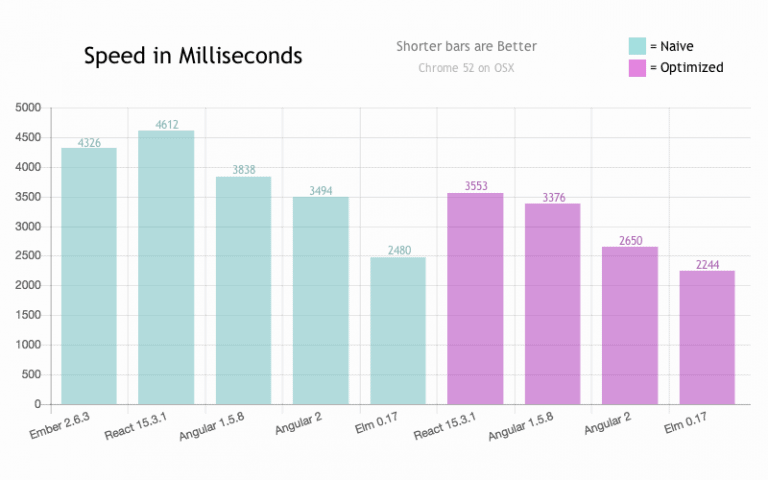 Speed in Milliseconds
Shorter bars are Better
Chrome 52 on OSX
= Naive
= Optimized
5000
4500
4000
3500
3000
2500
2000
1500
1000
500
0
4326
4612
3838
3494
2480
3553
3376
2650
2244
Ember 2.6.3
React 15.3.1
Angular 1.5.8
Angular 2
Elm 0.17
React 15.3.1
Angular 1.5.8
Angular 2
Elm 0.17